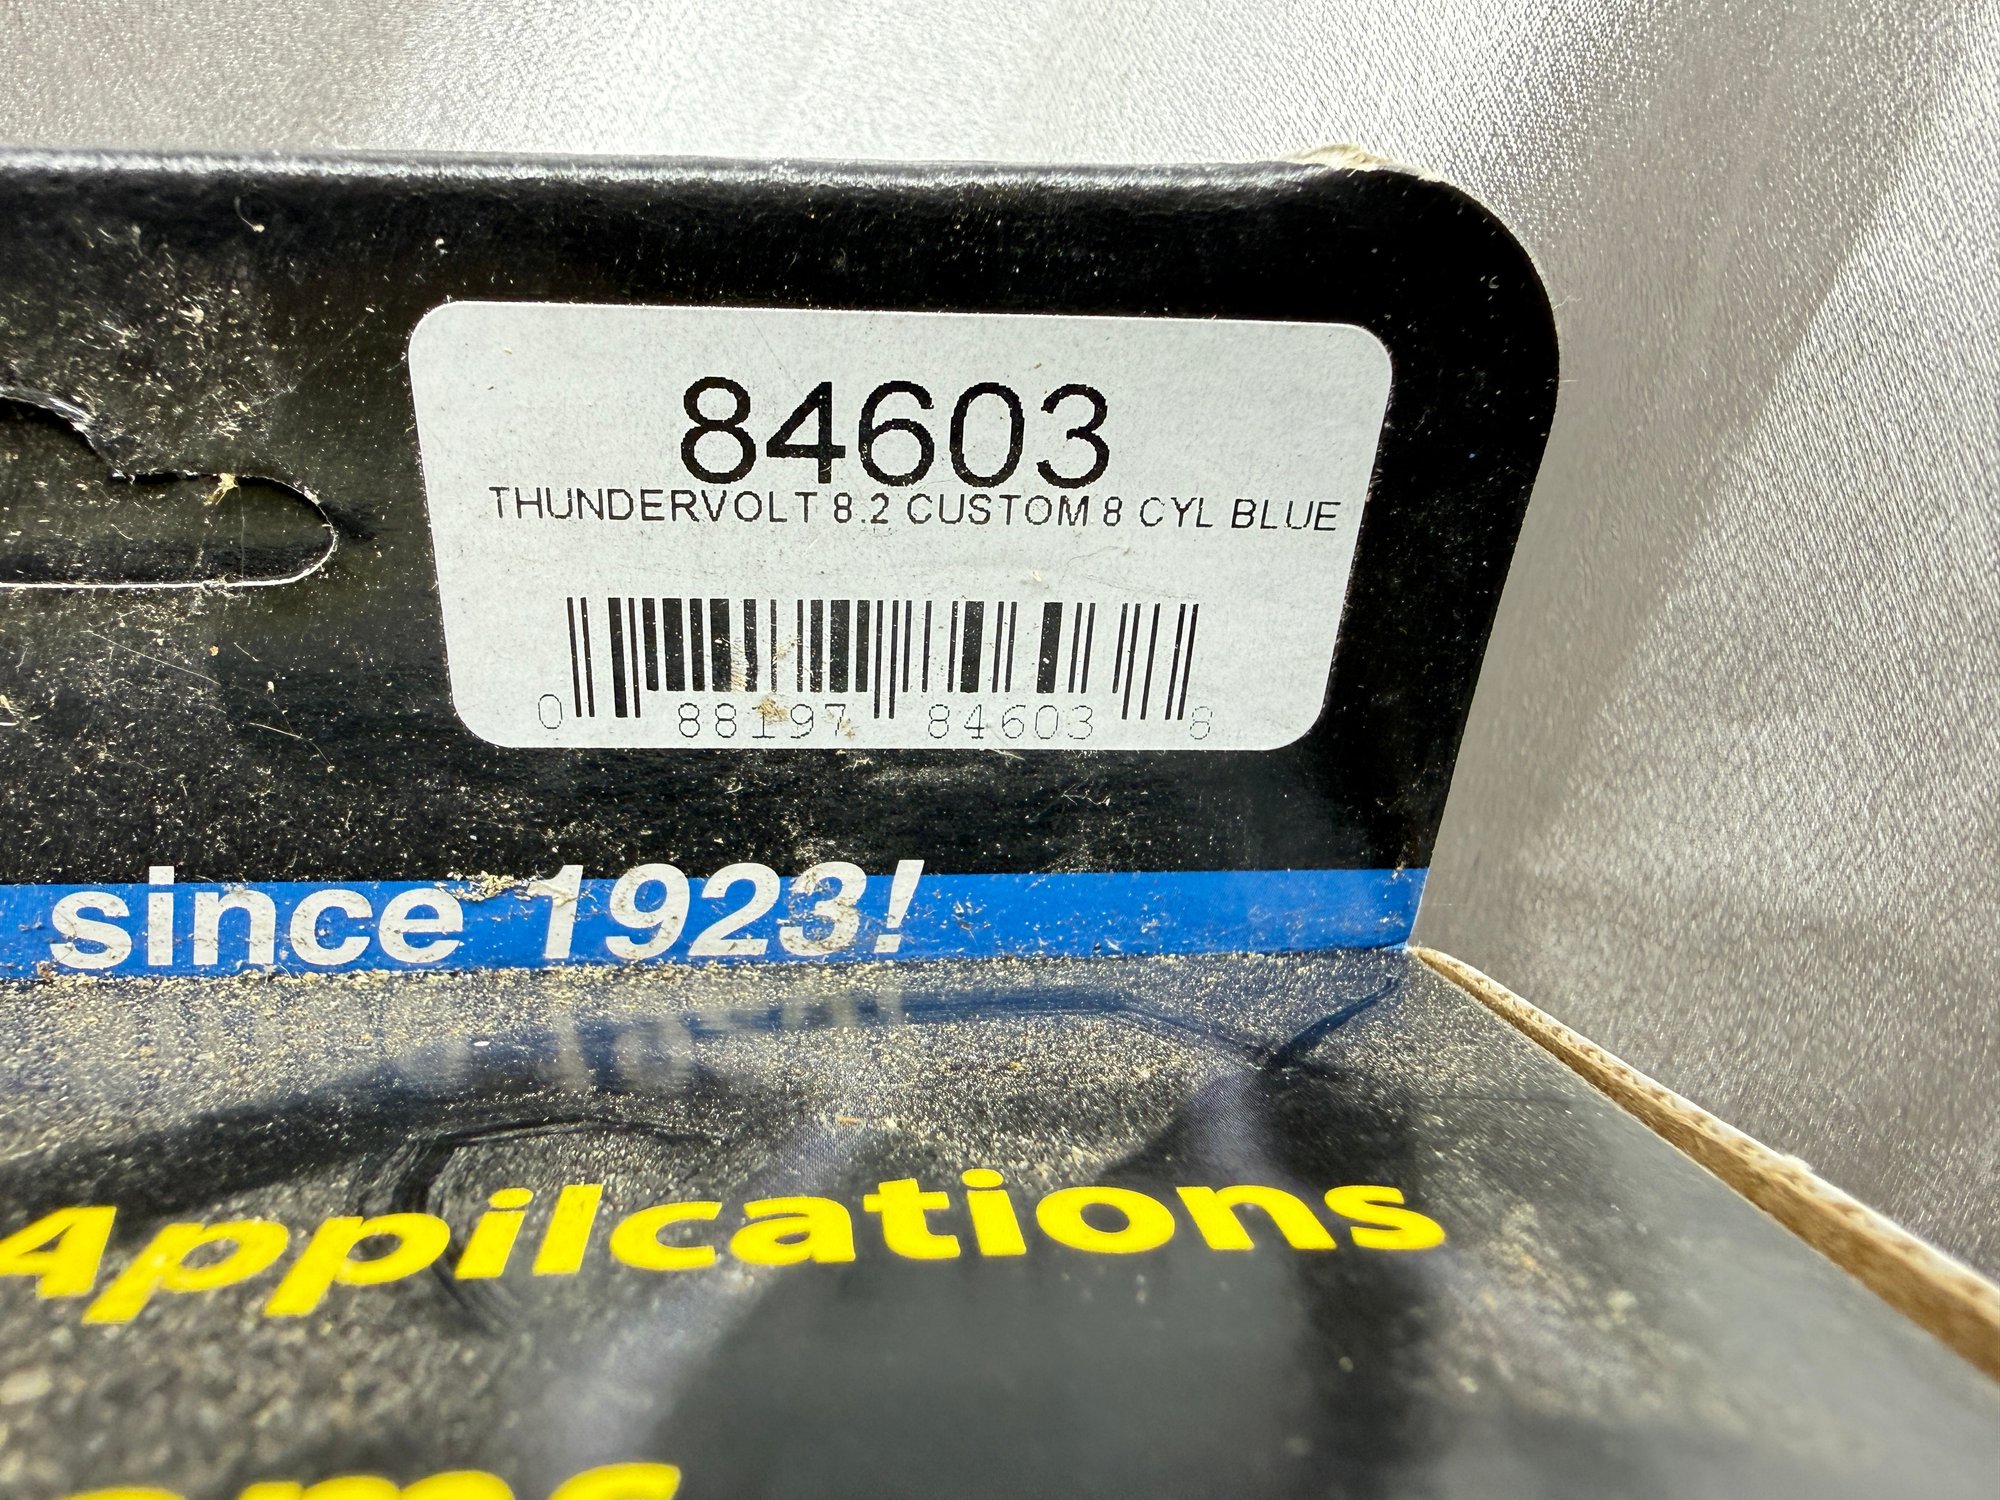 84603
THUNDERVOLT 8.2 CUSTOM 8 CYL BLUE
0 88197 84603 8
since 1923!
Appilcations